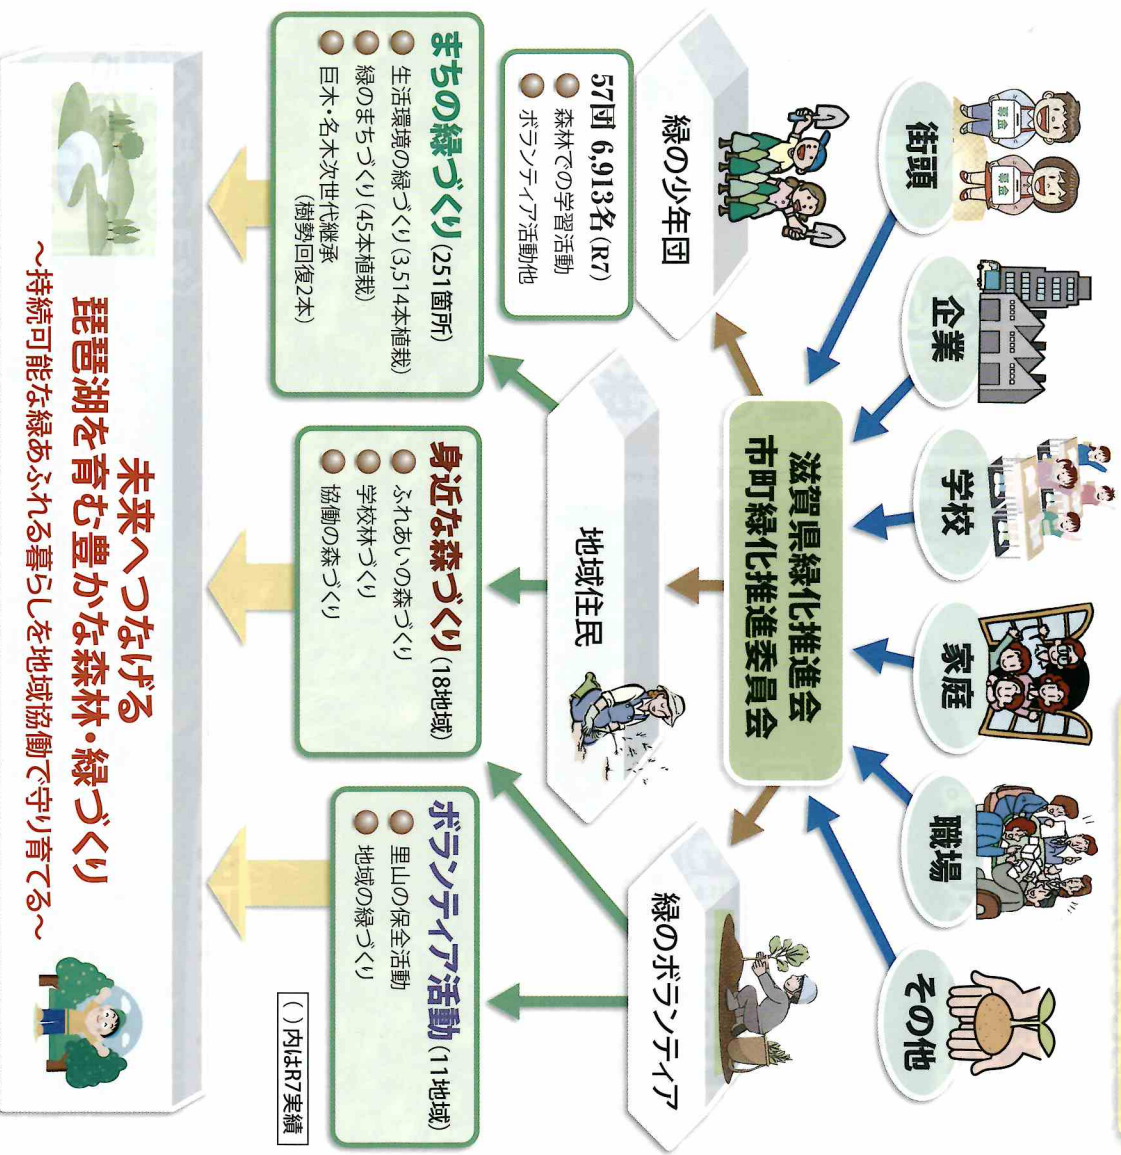 募金
募金
街頭
企業
学校
家庭
職場
その他
滋賀県緑化推進会
市町緑化推進委員会
緑の少年団
57団 6,913名(R7)
森林での学習活動
ボランティア活動他
地域住民
緑のボランティア
まちの緑づくり(251箇所)
生活環境の緑づくり(3,514本植栽)
緑のまちづくり(45本植栽)
巨木・名木次世代継承
(樹勢回復2本)
身近な森づくり(18地域)
ふれあいの森づくり
学校林づくり
協働の森づくり
ボランティア活動(11地域)
里山の保全活動
地域の緑づくり
( )内はR7実績
未来へつなげる
琵琶湖を育む豊かな森林・緑づくり
～持続可能な緑あふれる暮らしを地域協働で守り育てる～